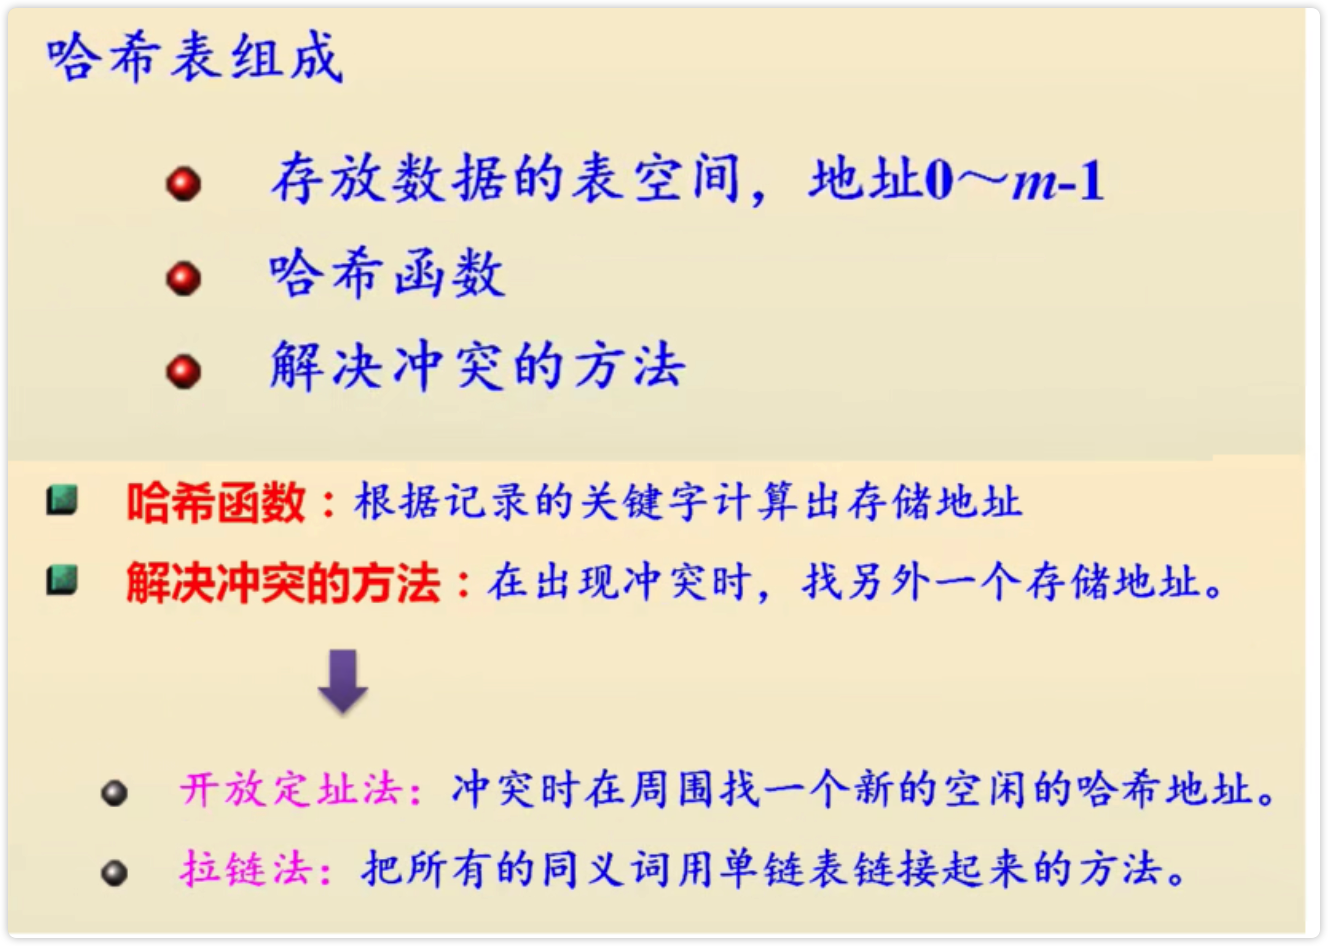 哈希表组成
存放数据的表空间，地址0～m-1
哈希函数
解决冲突的方法
哈希函数：根据记录的关键字计算出存储地址
解决冲突的方法：在出现冲突时，找另外一个存储地址。
开放定址法：冲突时在周围找一个新的空闲的哈希地址。
拉链法：把所有的同义词用单链表链接起来的方法。